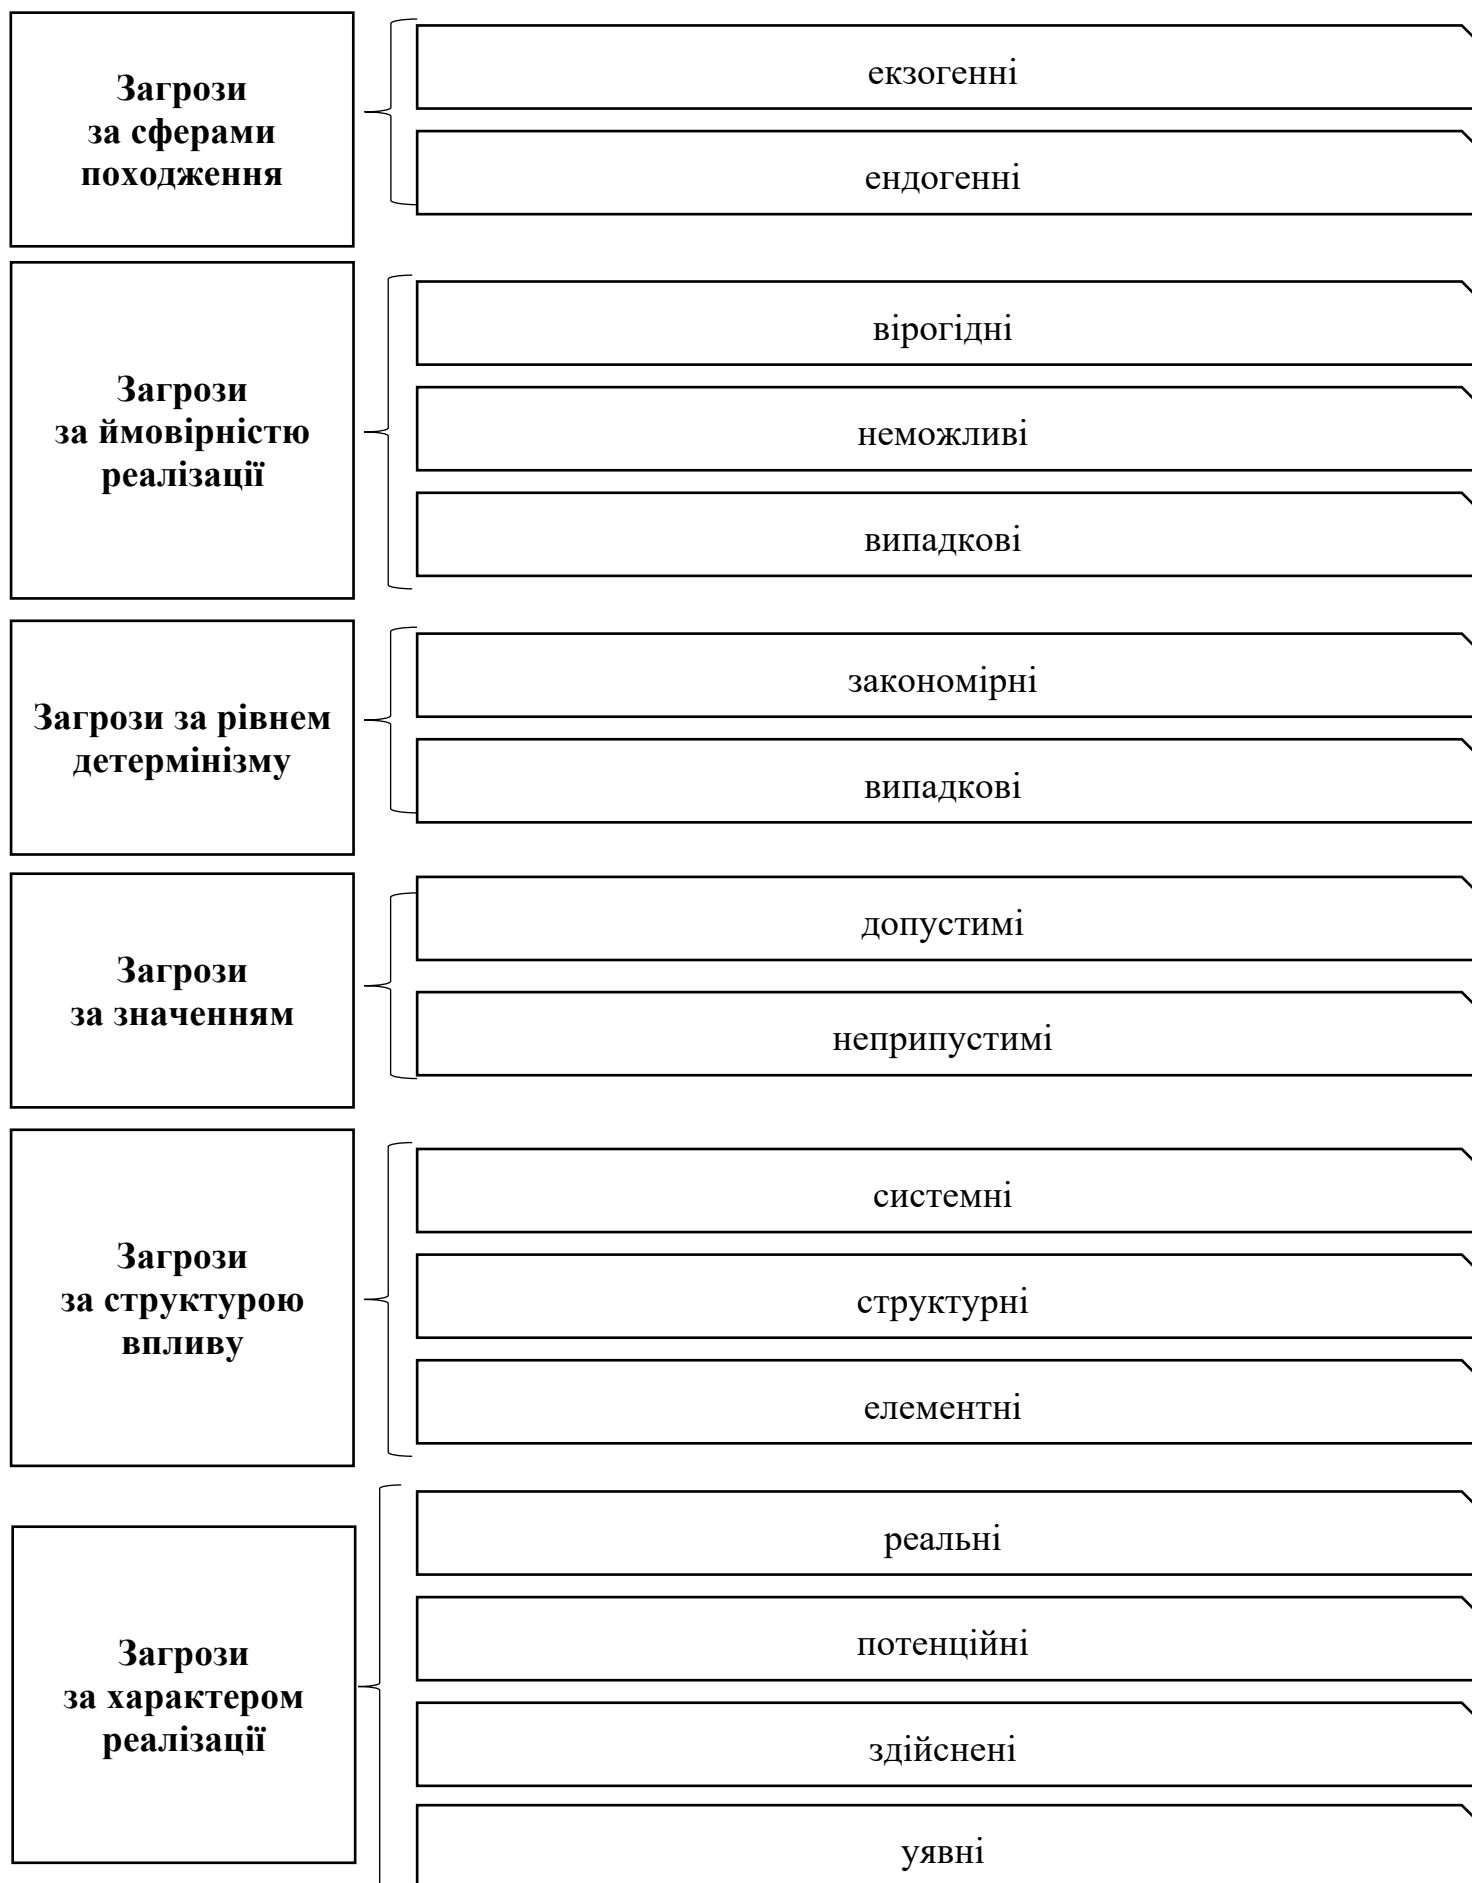 Загрози
за сферами
походження
екзогенні
ендогенні
Загрози
за ймовірністю
реалізації
вірогідні
неможливі
випадкові
Загрози за рівнем
детермінізму
закономірні
випадкові
Загрози
за значенням
допустимі
неприпустимі
Загрози
за структурою
впливу
системні
структурні
елементні
Загрози
за характером
реалізації
реальні
потенційні
здійснені
уявні